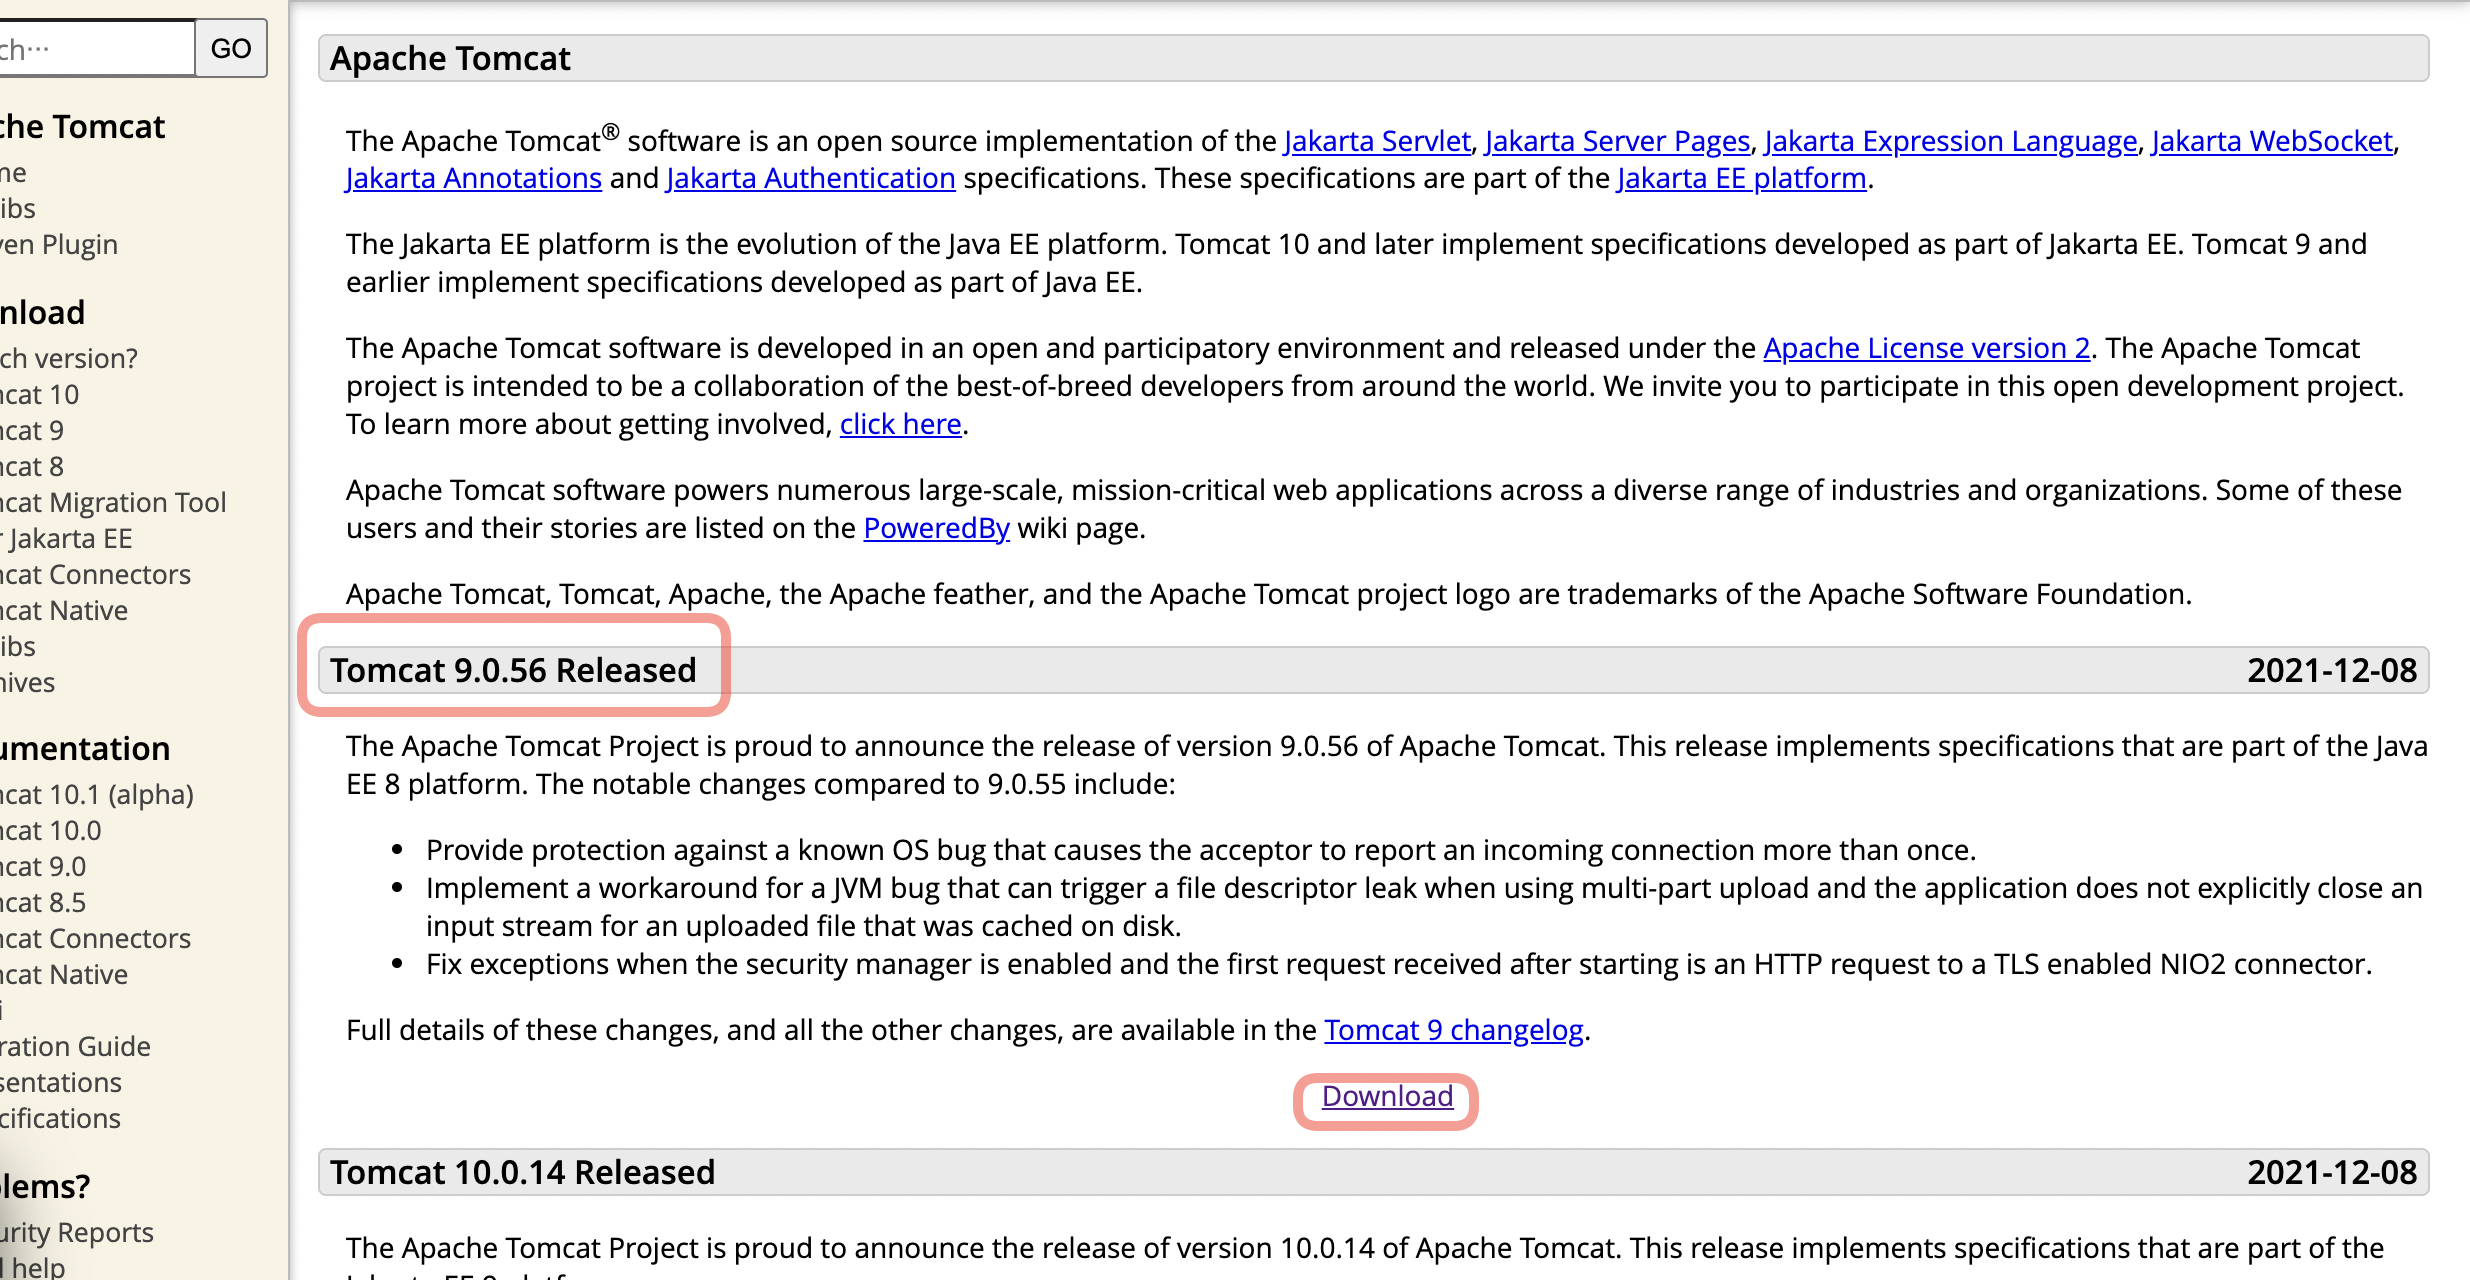 ch…
GO
che Tomcat
me
ibs
ven Plugin
nload
ch version?
ncat 10
ncat 9
ncat 8
ncat Migration Tool
r Jakarta EE
ncat Connectors
ncat Native
ibs
hives
umentation
ncat 10.1 (alpha)
ncat 10.0
ncat 9.0
ncat 8.5
ncat Connectors
ncat Native
i
ration Guide
sentations
cifications
olems?
urity Reports
d help
Apache Tomcat
The Apache Tomcat® software is an open source implementation of the Jakarta Servlet, Jakarta Server Pages, Jakarta Expression Language, Jakarta WebSocket,
Jakarta Annotations and Jakarta Authentication specifications. These specifications are part of the Jakarta EE platform.
The Jakarta EE platform is the evolution of the Java EE platform. Tomcat 10 and later implement specifications developed as part of Jakarta EE. Tomcat 9 and
earlier implement specifications developed as part of Java EE.
The Apache Tomcat software is developed in an open and participatory environment and released under the Apache License version 2. The Apache Tomcat
project is intended to be a collaboration of the best-of-breed developers from around the world. We invite you to participate in this open development project.
To learn more about getting involved, click here.
Apache Tomcat software powers numerous large-scale, mission-critical web applications across a diverse range of industries and organizations. Some of these
users and their stories are listed on the PoweredBy wiki page.
Apache Tomcat, Tomcat, Apache, the Apache feather, and the Apache Tomcat project logo are trademarks of the Apache Software Foundation.
Tomcat 9.0.56 Released 2021-12-08
The Apache Tomcat Project is proud to announce the release of version 9.0.56 of Apache Tomcat. This release implements specifications that are part of the Java
EE 8 platform. The notable changes compared to 9.0.55 include:
• Provide protection against a known OS bug that causes the acceptor to report an incoming connection more than once.
• Implement a workaround for a JVM bug that can trigger a file descriptor leak when using multi-part upload and the application does not explicitly close an
input stream for an uploaded file that was cached on disk.
• Fix exceptions when the security manager is enabled and the first request received after starting is an HTTP request to a TLS enabled NIO2 connector.
Full details of these changes, and all the other changes, are available in the Tomcat 9 changelog.
Download
Tomcat 10.0.14 Released 2021-12-08
The Apache Tomcat Project is proud to announce the release of version 10.0.14 of Apache Tomcat. This release implements specifications that are part of the